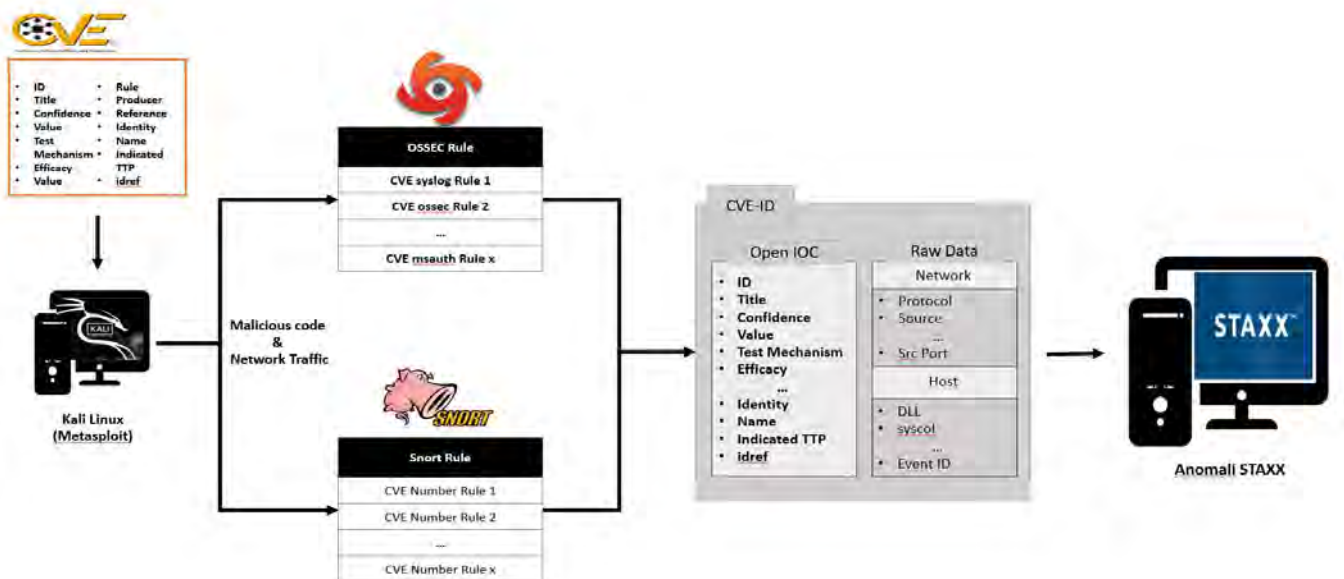 CVE
ID
Title
Confidence
Value
Test
Mechanism
Efficacy
Value
Rule
Producer
Reference
Identity
Name
Indicated
TTP
idref
KALI
Kali Linux
(Metasploit)
Malicious code
&
Network Traffic
OSSEC Rule
CVE syslog Rule 1
CVE ossec Rule 2
...
CVE msauth Rule x
SNORT
Snort Rule
CVE Number Rule 1
CVE Number Rule 2
...
CVE Number Rule x
CVE-ID
Open IOC
ID
Title
Confidence
Value
Test Mechanism
Efficacy
...
Identity
Name
Indicated TTP
idref
Raw Data
Network
Protocol
Source
...
Src Port
Host
DLL
syscol
...
Event ID
STAXX™
Anomali STAXX